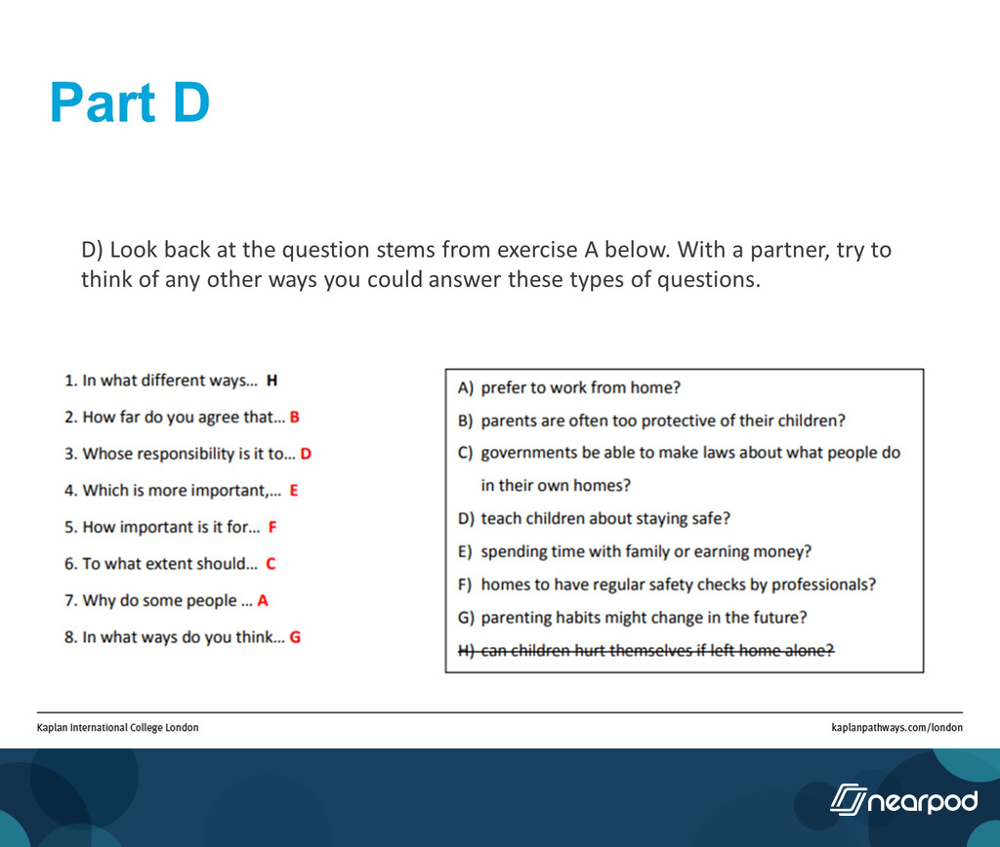 Part D
D) Look back at the question stems from exercise A below. With a partner, try to
think of any other ways you could answer these types of questions.
1. In what different ways... H
2. How far do you agree that... B
3. Whose responsibility is it to... D
4. Which is more important,... E
5. How important is it for... F
6. To what extent should... C
7. Why do some people ... A
8. In what ways do you think... G
A) prefer to work from home?
B) parents are often too protective of their children?
C) governments be able to make laws about what people do
in their own homes?
D) teach children about staying safe?
E) spending time with family or earning money?
F) homes to have regular safety checks by professionals?
G) parenting habits might change in the future?
H) can children hurt themselves if left home alone?
Kaplan International College London
kaplanpathways.com/london
nearpod